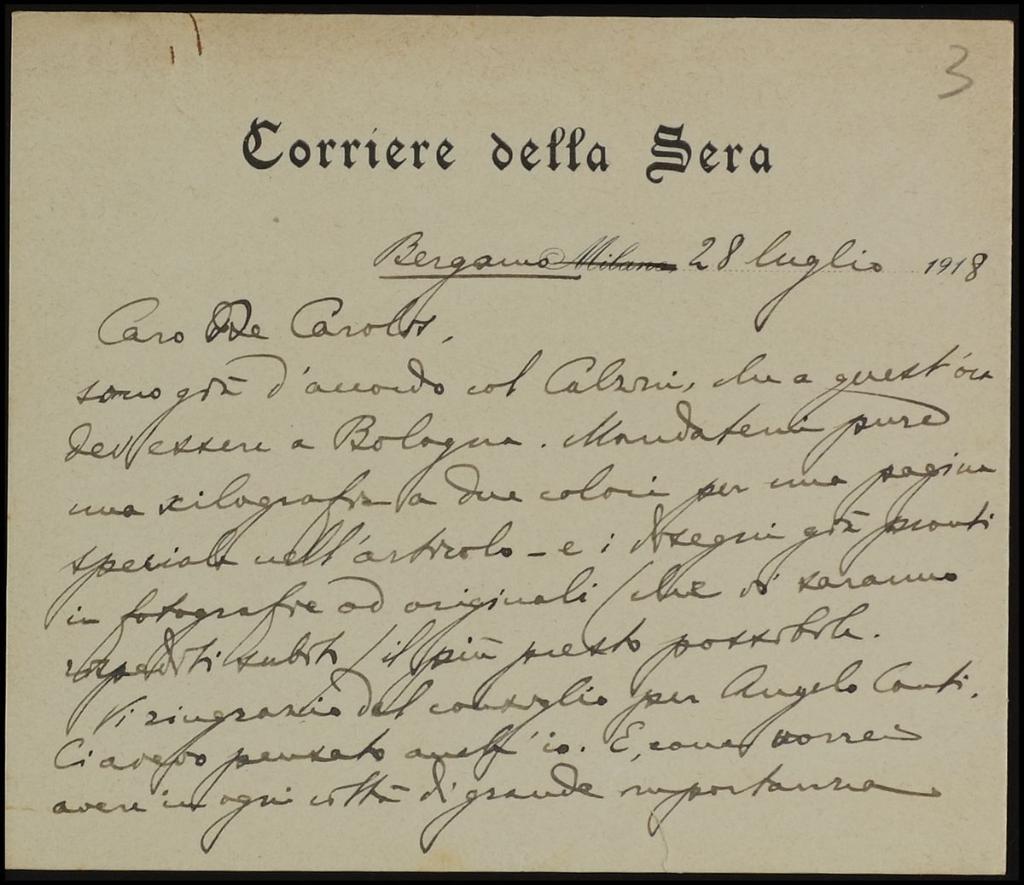 3
Corriere della Sera
Bergamo Milano 28 luglio 1918
Caro De Carolis,
sono già d'accordo col Calzini, che a quest'ora
dev'essere a Bologna. Mandatemi pure
una xilografia a due colori per una pagina
speciale nell'articolo - e i disegni già pronti
in fotografie od originali (che vi saranno
rispediti subito) il più presto possibile.
Vi ringrazio del consiglio per Angelo Conti.
Ci avevo pensato anch'io. E, come vorrei
avere in ogni città di grande importanza